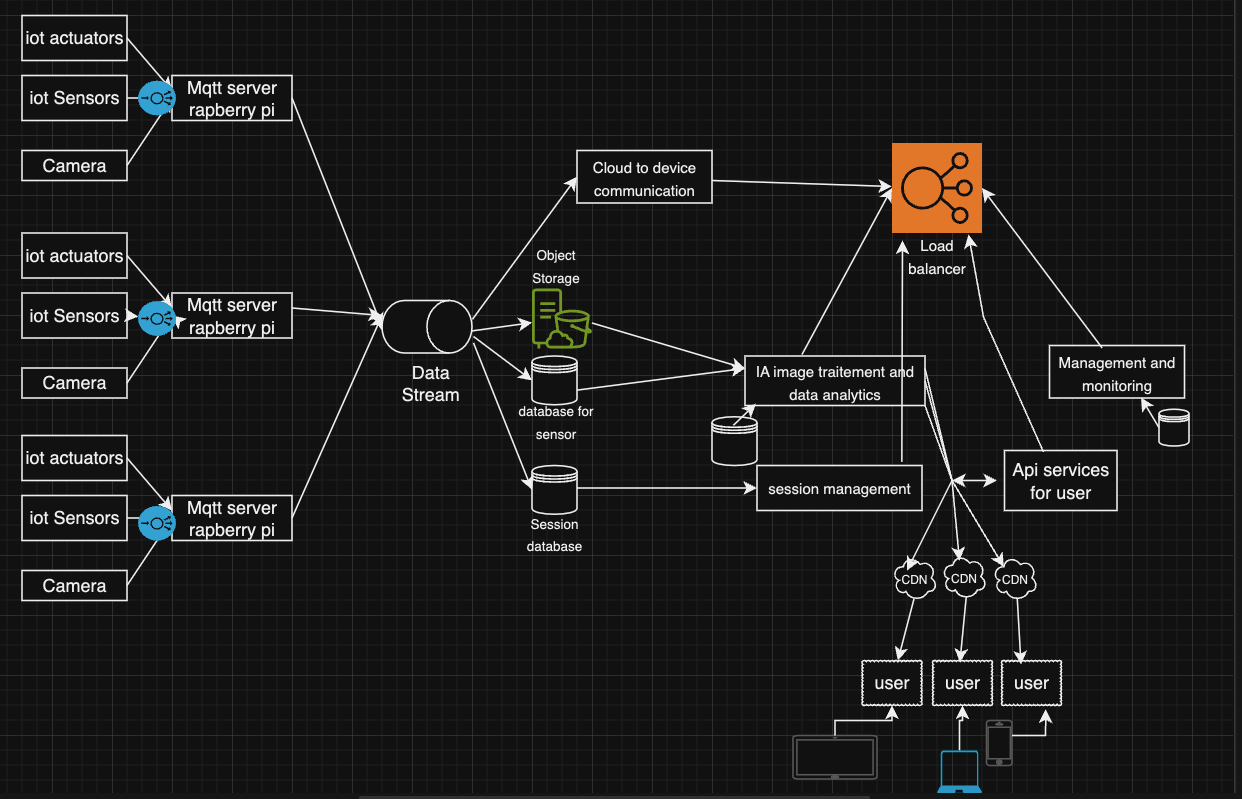 iot actuators
iot Sensors
Mqtt server
rapberry pi
Camera
iot actuators
iot Sensors
Mqtt server
rapberry pi
Camera
iot actuators
iot Sensors
Mqtt server
rapberry pi
Camera
Data
Stream
Cloud to device
communication
Object
Storage
database for
sensor
Session
database
IA image traitement and
data analytics
session management
Load
balancer
Management and
monitoring
Api services
for user
CDN
CDN
CDN
user
user
user